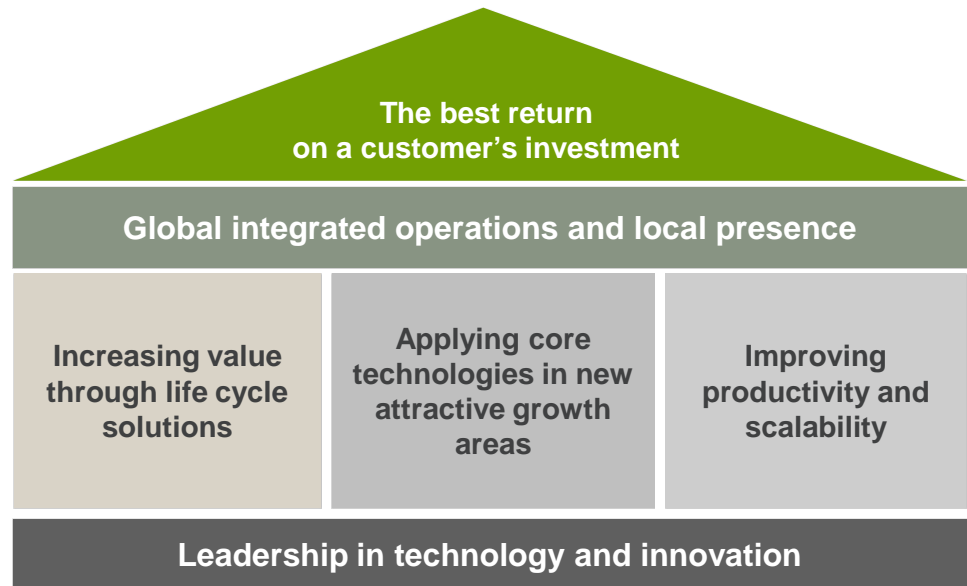 The best return
on a customer’s investment
Global integrated operations and local presence
Increasing value
through life cycle
solutions
Applying core
technologies in new
attractive growth
areas
Improving
productivity and
scalability
Leadership in technology and innovation